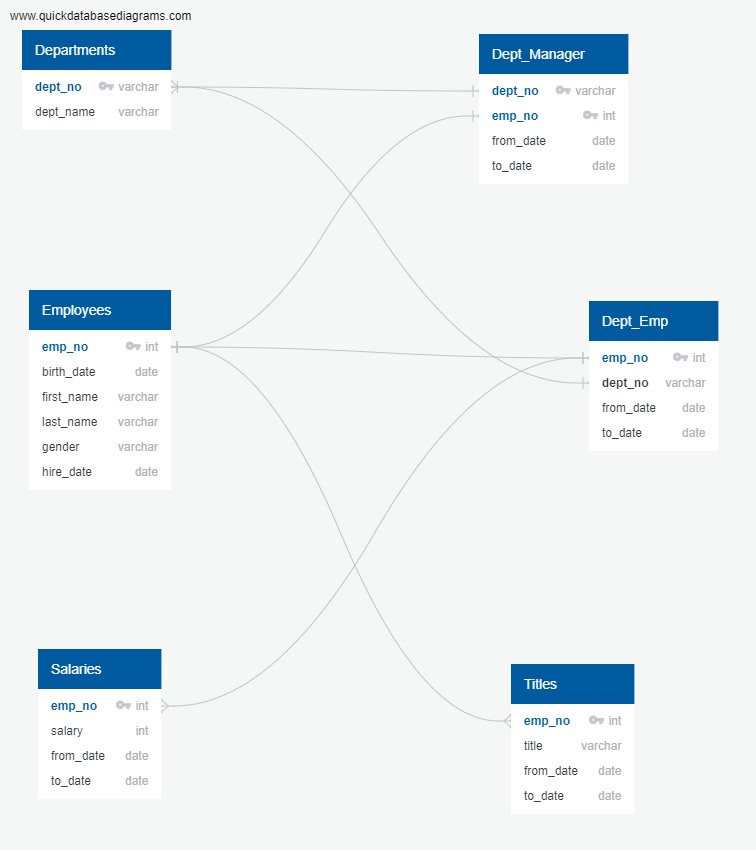 www.quickdatabasediagrams.com
Departments
dept_no varchar
dept_name varchar
Dept_Manager
dept_no varchar
emp_no int
from_date date
to_date date
Employees
emp_no int
birth_date date
first_name varchar
last_name varchar
gender varchar
hire_date date
Dept_Emp
emp_no int
dept_no varchar
from_date date
to_date date
Salaries
emp_no int
salary int
from_date date
to_date date
Titles
emp_no int
title varchar
from_date date
to_date date